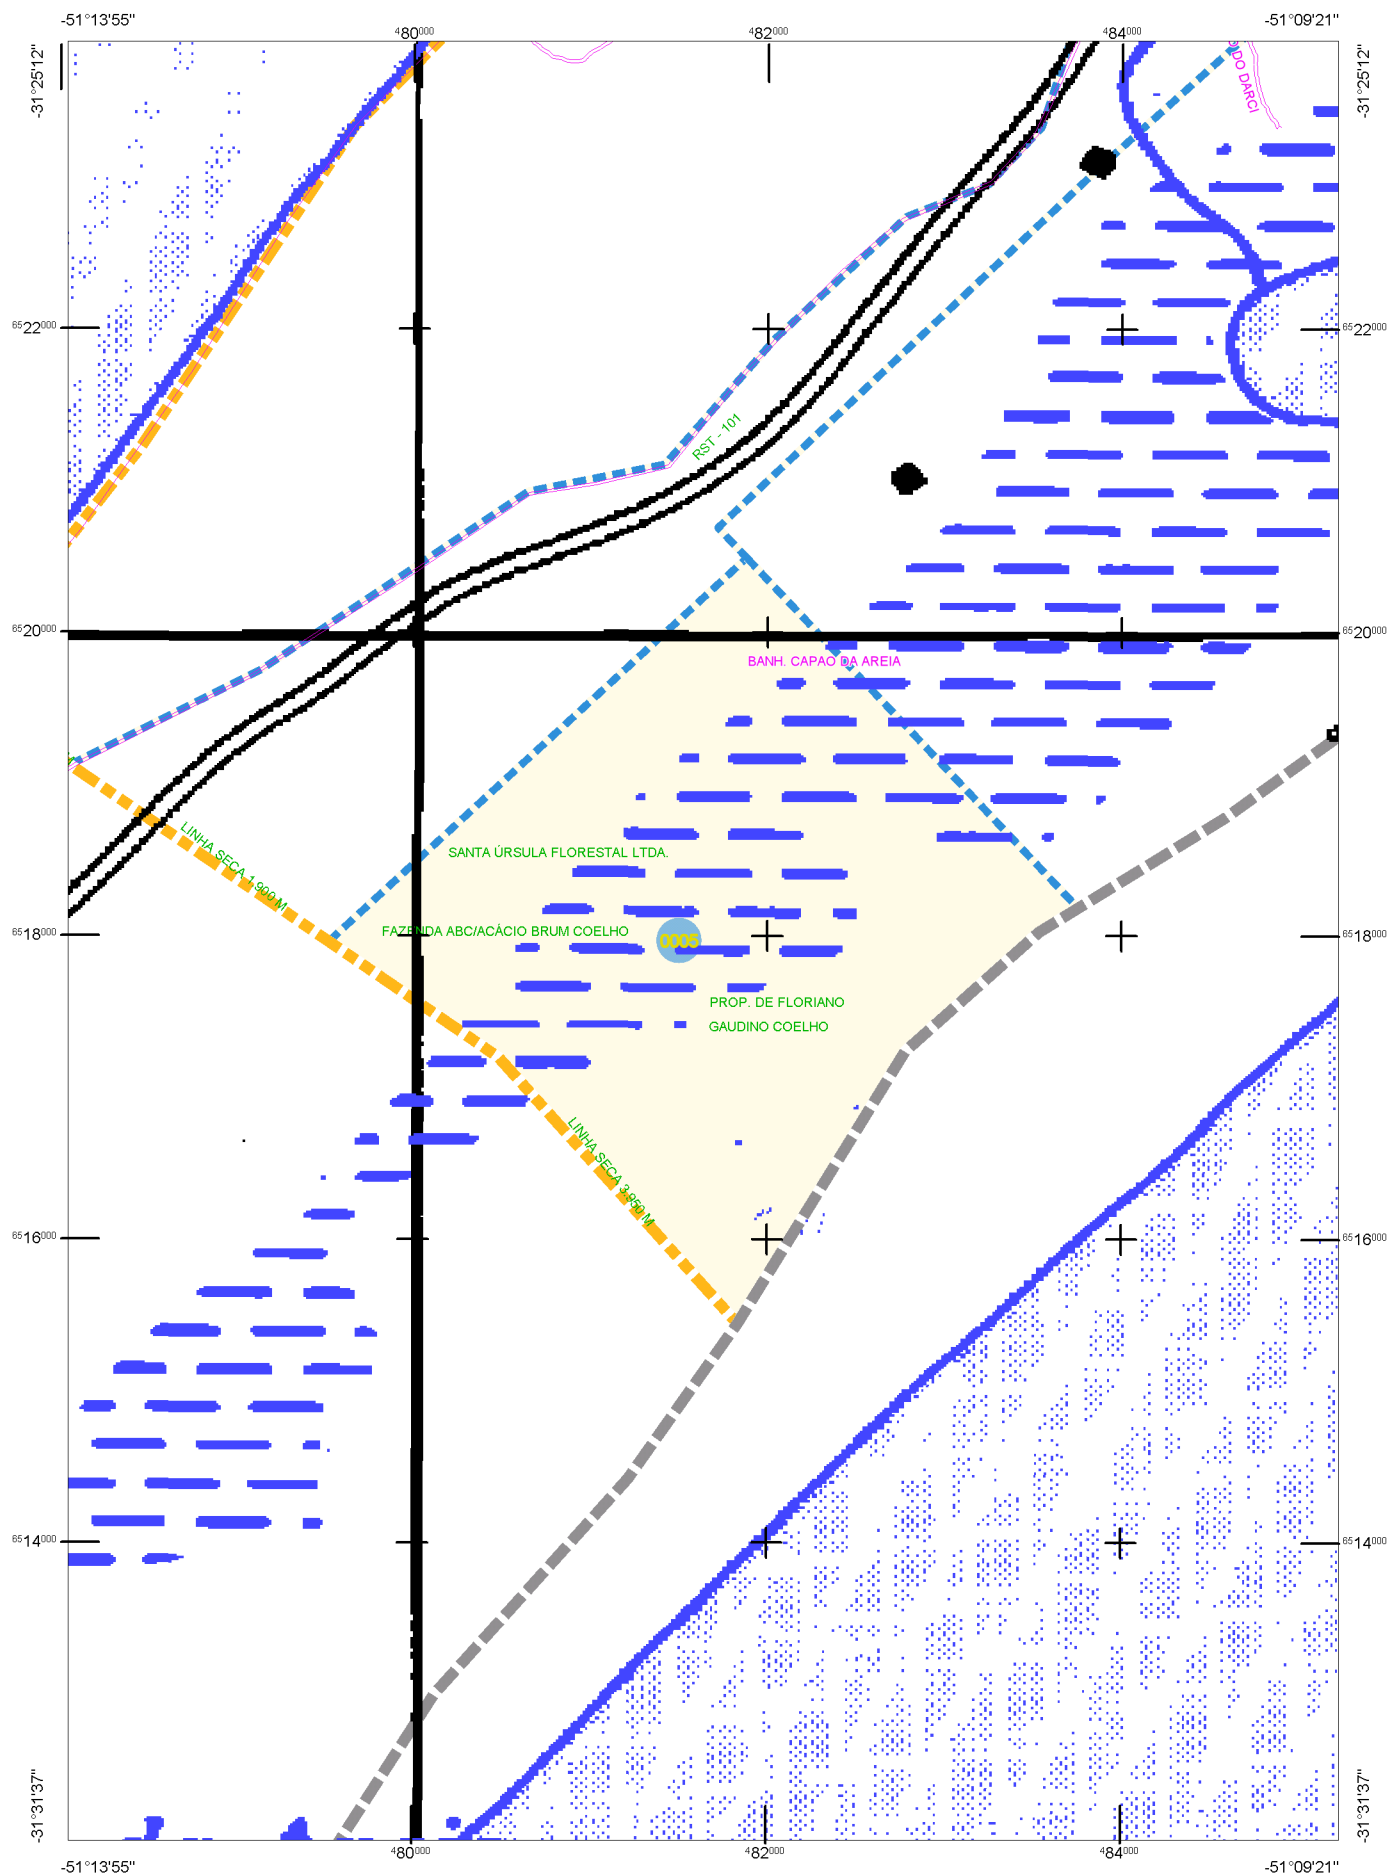 -51°13'55" -51°09'21"
480000 482000 484000
-31°25'12" -31°25'12"
DO DARCI
6522000 6522000
RST - 101
6520000 6520000
BANH. CAPAO DA AREIA
LINHA SECA 1.900 M
SANTA ÚRSULA FLORESTAL LTDA.
FAZENDA ABC/ACÁCIO BRUM COELHO
6518000 6518000
0005
PROP. DE FLORIANO
GAUDINO COELHO
LINHA SECA 3.950 M
6516000 6516000
6514000 6514000
-31°31'37" -31°31'37"
480000 482000 484000
-51°13'55" -51°09'21"